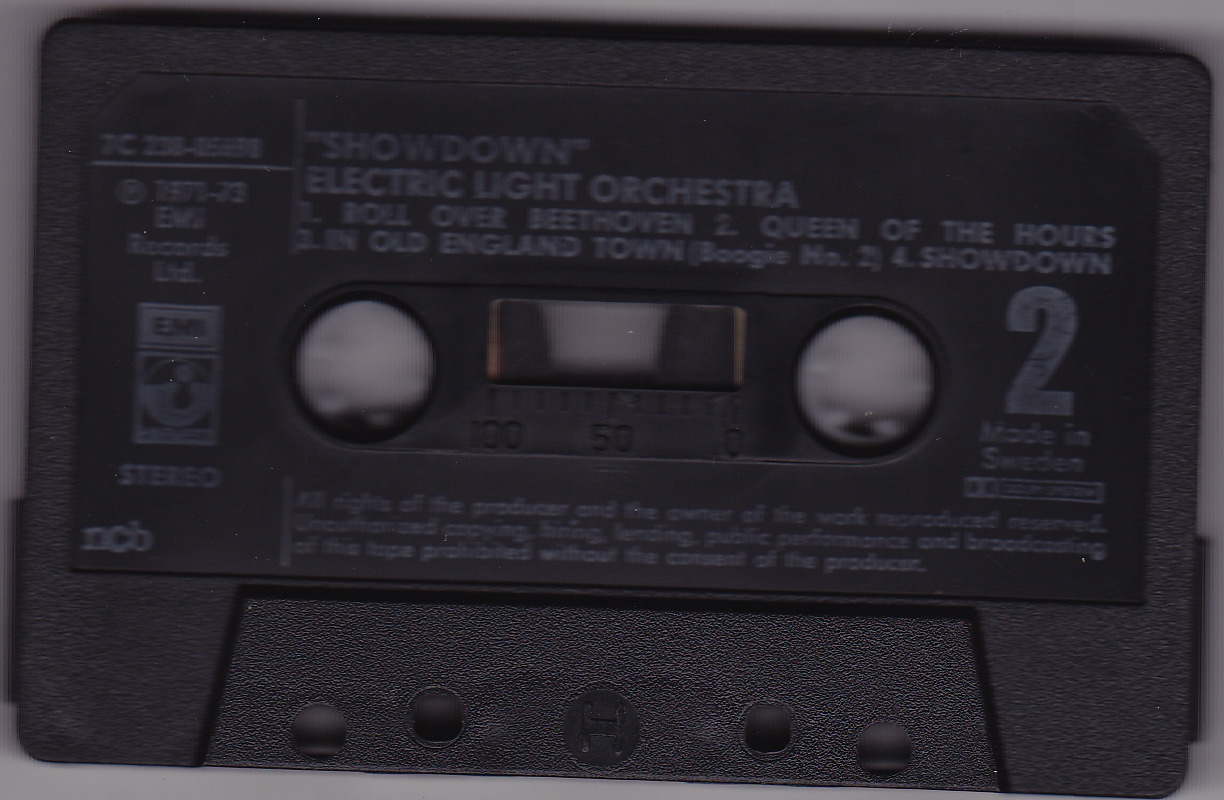 "SHOWDOWN"
ELECTRIC LIGHT ORCHESTRA
1. ROLL OVER BEETHOVEN 2. QUEEN OF THE HOURS
3. IN OLD ENGLAND TOWN (Boogie No. 2) 4. SHOWDOWN
7C 238-
℗ 1971-73
EMI
Records
Ltd.
EMI
STEREO
ncb
100 50 0
2
Made in
Sweden
All rights of the producer and the owner of the work reproduced reserved.
Unauthorized copying, hiring, lending, public performance and broadcasting
of this tape prohibited without the consent of the producer.
H